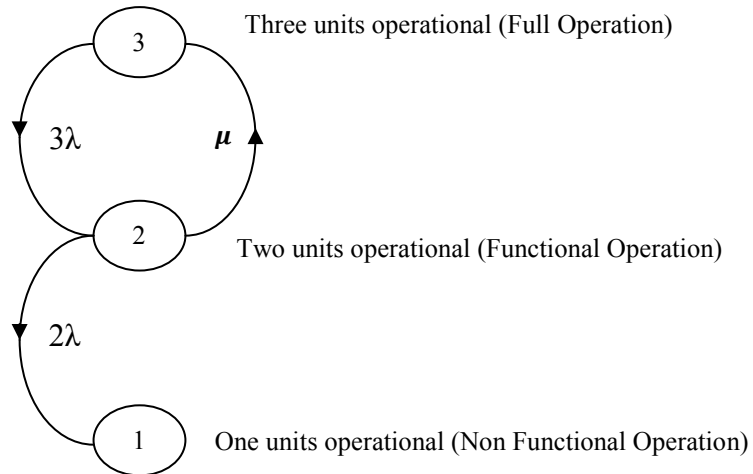 3
Three units operational (Full Operation)
3λ
μ
2
Two units operational (Functional Operation)
2λ
1
One units operational (Non Functional Operation)